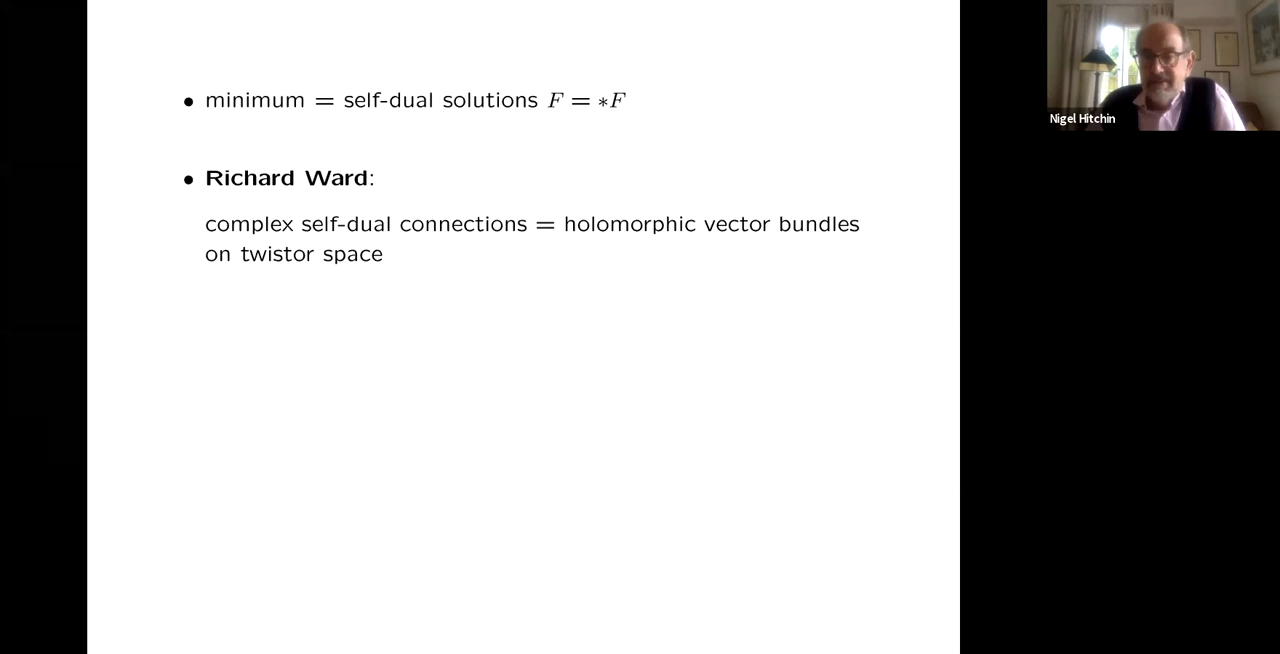 • minimum = self-dual solutions F = ∗F
• Richard Ward:
complex self-dual connections = holomorphic vector bundles
on twistor space
Nigel Hitchin